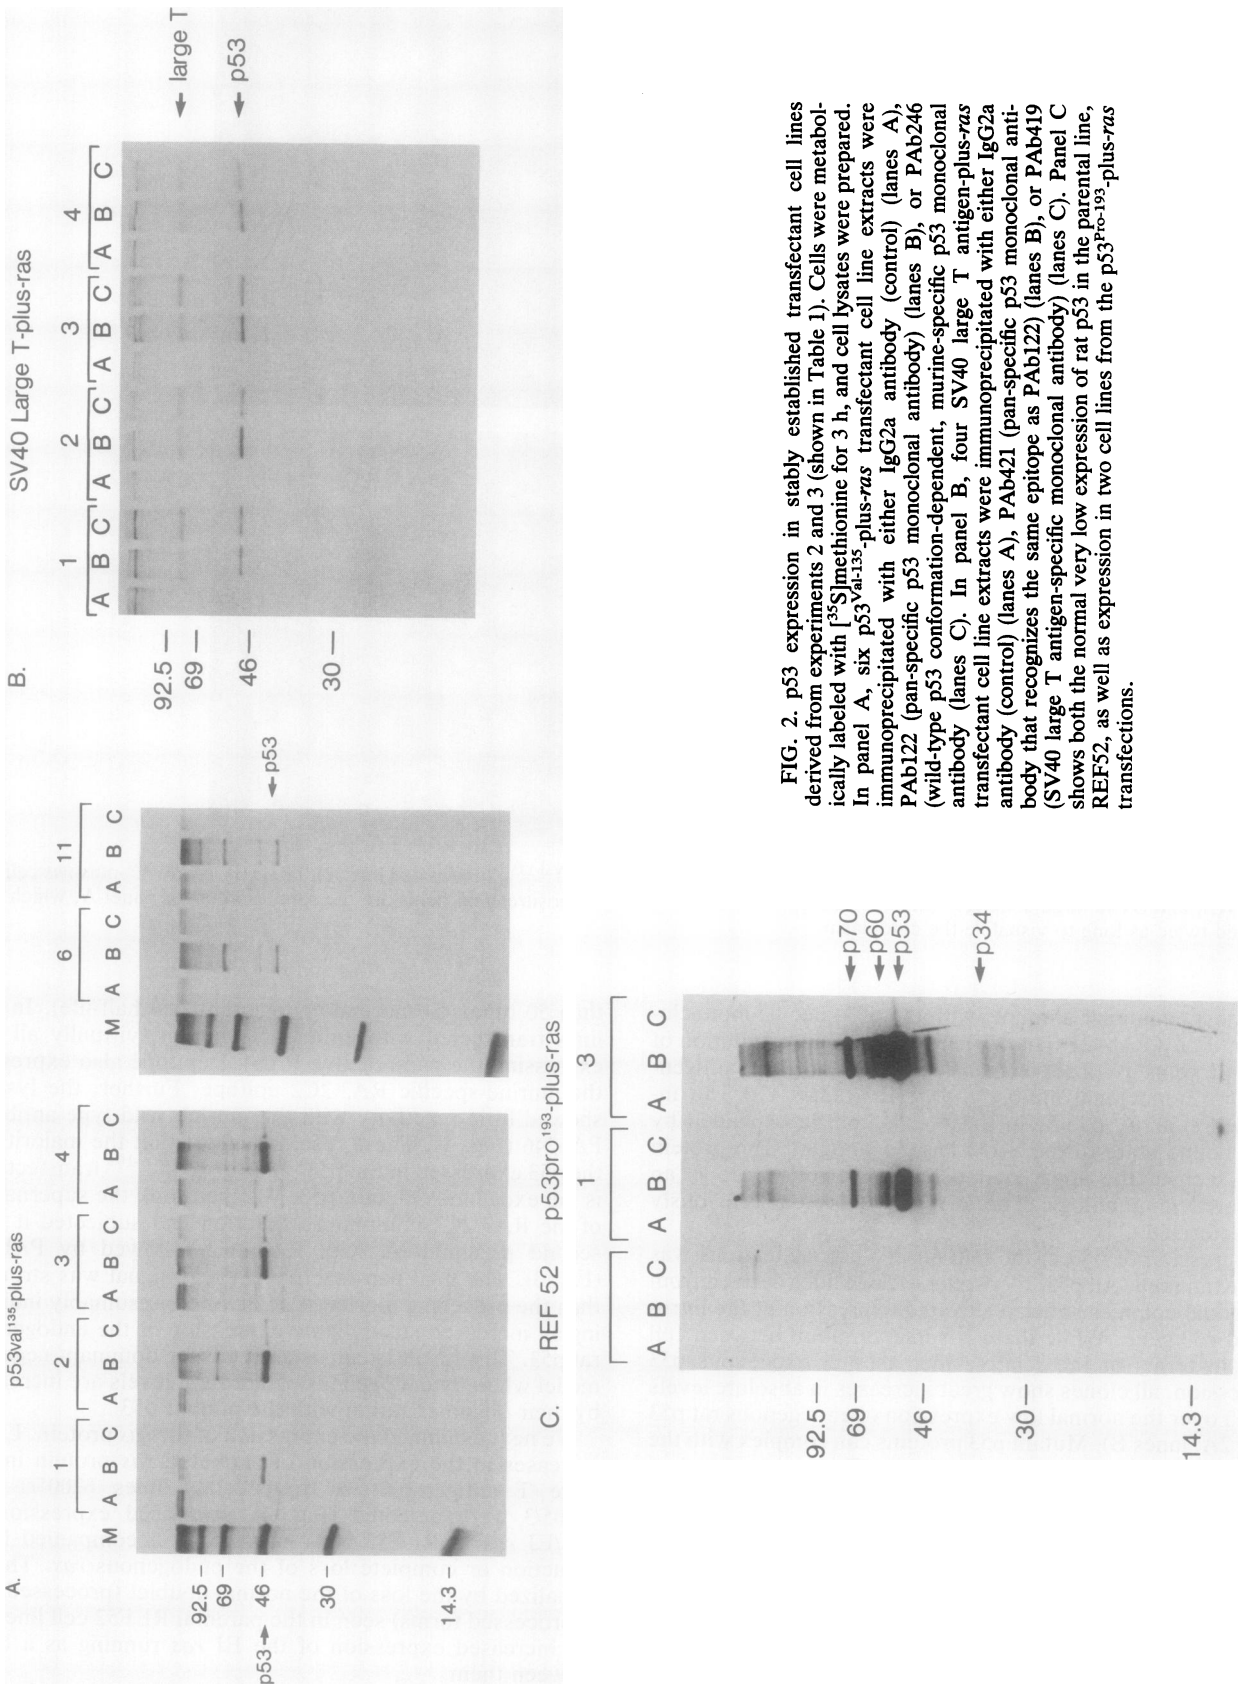 A.
p53val135-plus-ras
1 2 3 4
M A B C A B C A B C A B C
92.5
69
p53 46
30
14.3
6 11
M A B C A B C
p53
B.
SV40 Large T-plus-ras
1 2 3 4
A B C A B C A B C A B C
92.5
69
46
30
large T
p53
C.
REF 52 p53pro193-plus-ras
1 3
A B C A B C A B C
92.5
69
46
30
14.3
p70
p60
p53
p34
FIG. 2. p53 expression in stably established transfectant cell lines
derived from experiments 2 and 3 (shown in Table 1). Cells were metabol-
ically labeled with [35S]methionine for 3 h, and cell lysates were prepared.
In panel A, six p53Val-135-plus-ras transfectant cell line extracts were
immunoprecipitated with either IgG2a antibody (control) (lanes A),
PAb122 (pan-specific p53 monoclonal antibody) (lanes B), or PAb246
(wild-type p53 conformation-dependent, murine-specific p53 monoclonal
antibody (lanes C). In panel B, four SV40 large T antigen-plus-ras
transfectant cell line extracts were immunoprecipitated with either IgG2a
antibody (control) (lanes A), PAb421 (pan-specific p53 monoclonal anti-
body that recognizes the same epitope as PAb122) (lanes B), or PAb419
(SV40 large T antigen-specific monoclonal antibody) (lanes C). Panel C
shows both the normal very low expression of rat p53 in the parental line,
REF52, as well as expression in two cell lines from the p53Pro-193-plus-ras
transfections.